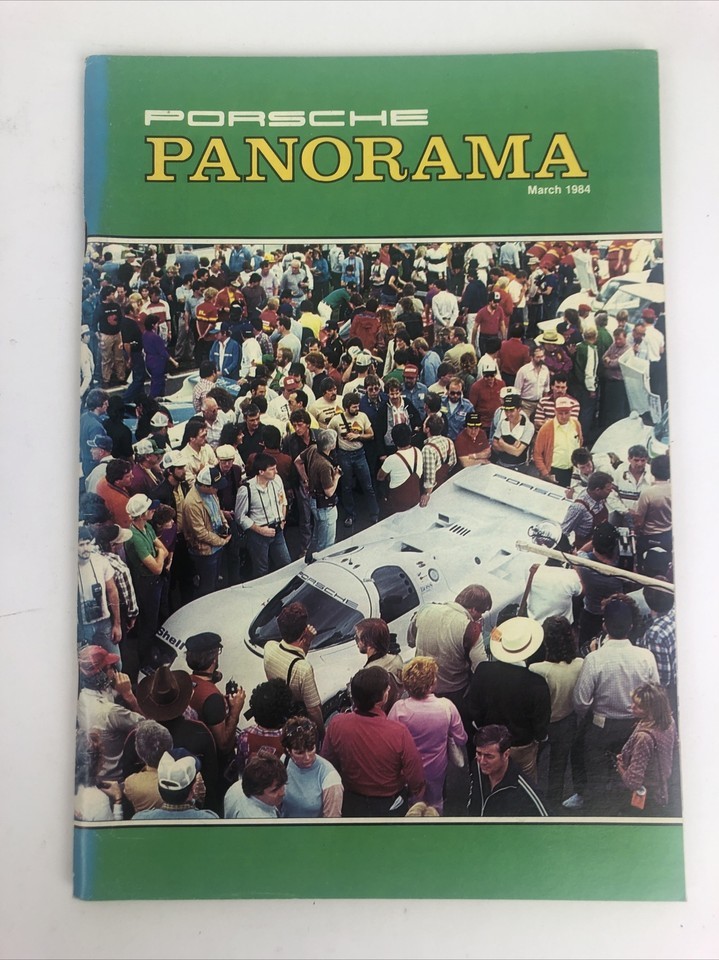 PORSCHE
PANORAMA
March 1984
PORSCHE
PORSCHE
Shell